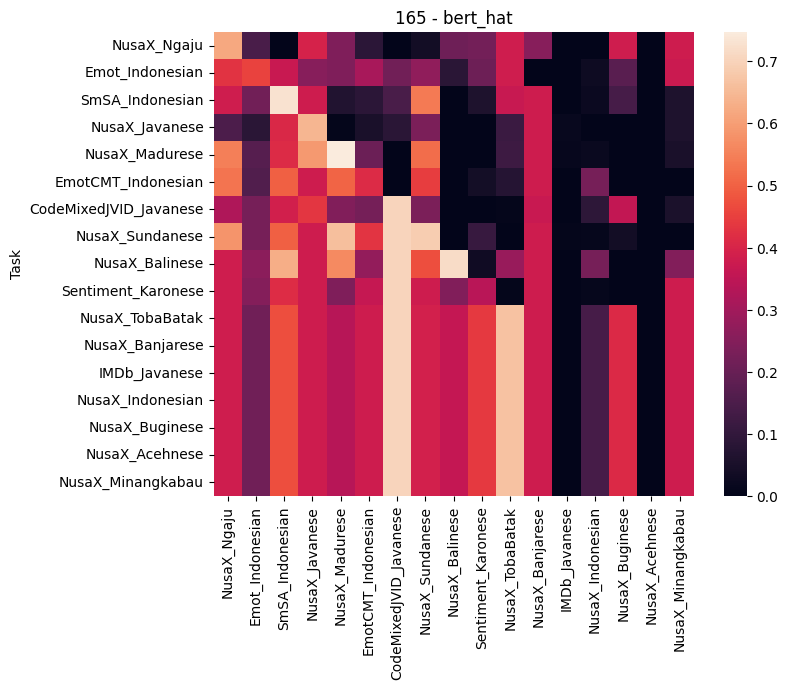 165 - bert_hat
Task
NusaX_Ngaju
Emot_Indonesian
SmSA_Indonesian
NusaX_Javanese
NusaX_Madurese
EmotCMT_Indonesian
CodeMixedJVID_Javanese
NusaX_Sundanese
NusaX_Balinese
Sentiment_Karonese
NusaX_TobaBatak
NusaX_Banjarese
IMDb_Javanese
NusaX_Indonesian
NusaX_Buginese
NusaX_Acehnese
NusaX_Minangkabau
0.7
0.6
0.5
0.4
0.3
0.2
0.1
0.0
NusaX_Ngaju
Emot_Indonesian
SmSA_Indonesian
NusaX_Javanese
NusaX_Madurese
EmotCMT_Indonesian
CodeMixedJVID_Javanese
NusaX_Sundanese
NusaX_Balinese
Sentiment_Karonese
NusaX_TobaBatak
NusaX_Banjarese
IMDb_Javanese
NusaX_Indonesian
NusaX_Buginese
NusaX_Acehnese
NusaX_Minangkabau